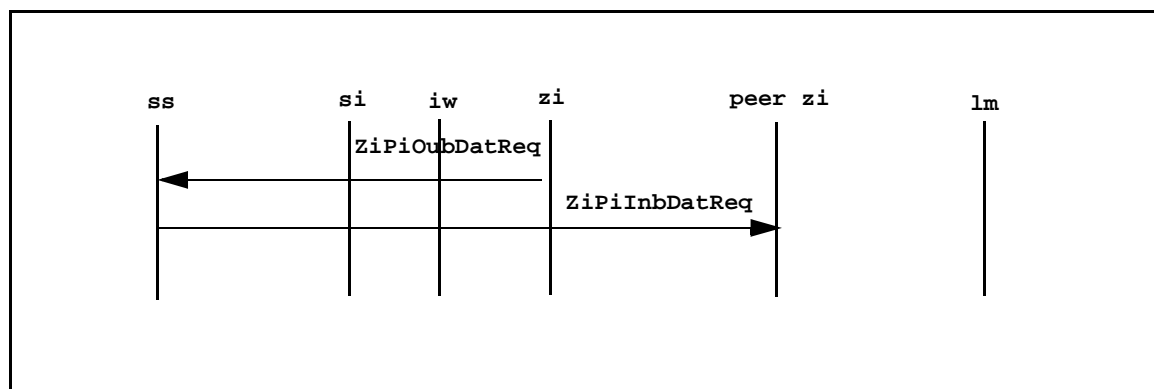 ss si iw zi peer zi lm
ZiPiOubDatReq
ZiPiInbDatReq